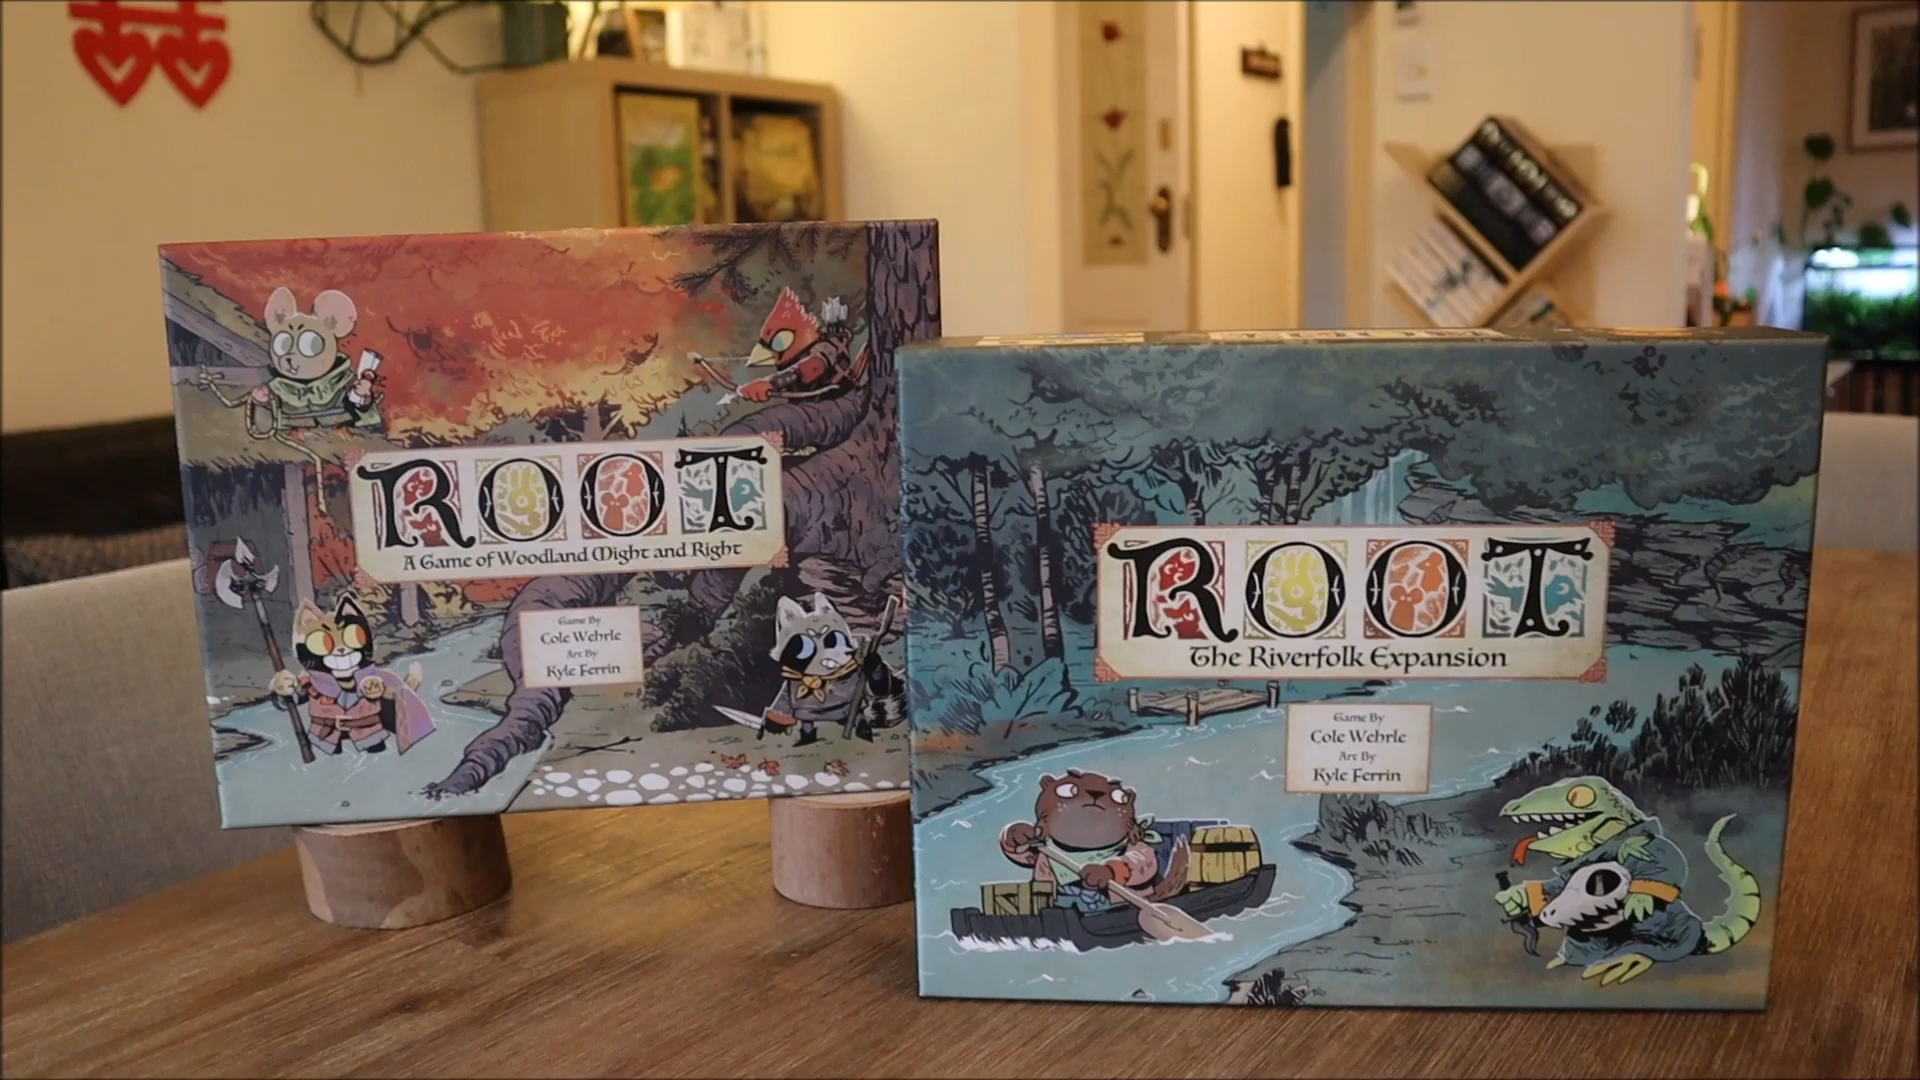 ROOT
A Game of Woodland Might and Right
Game By
Cole Wehrle
Art By
Kyle Ferrin
ROOT
The Riverfolk Expansion
Game By
Cole Wehrle
Art By
Kyle Ferrin
囍